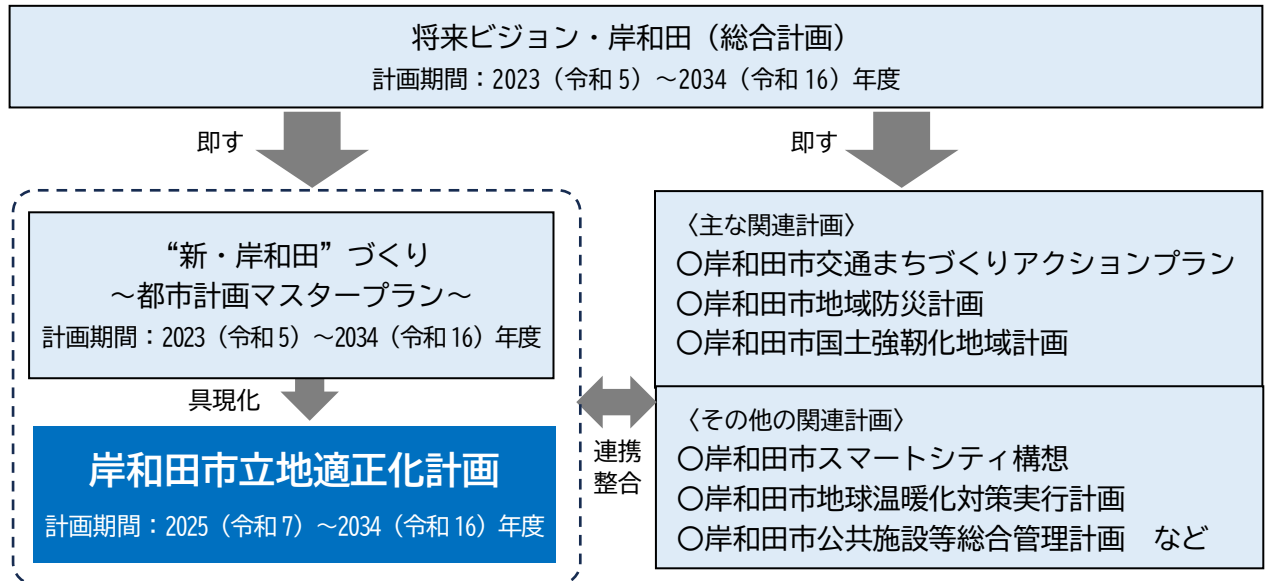 将来ビジョン・岸和田（総合計画）
計画期間：2023（令和5）～2034（令和16）年度
即す
即す
“新・岸和田”づくり
～都市計画マスタープラン～
計画期間：2023（令和5）～2034（令和16）年度
具現化
岸和田市立地適正化計画
計画期間：2025（令和7）～2034（令和16）年度
連携
整合
〈主な関連計画〉
〇岸和田市交通まちづくりアクションプラン
〇岸和田市地域防災計画
〇岸和田市国土強靭化地域計画
〈その他の関連計画〉
〇岸和田市スマートシティ構想
〇岸和田市地球温暖化対策実行計画
〇岸和田市公共施設等総合管理計画　など